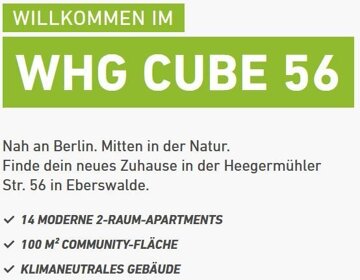 WILLKOMMEN IM
WHG CUBE 56
Nah an Berlin. Mitten in der Natur.
Finde dein neues Zuhause in der Heegermühler
Str. 56 in Eberswalde.
✓ 14 MODERNE 2-RAUM-APARTMENTS
✓ 100 M² COMMUNITY-FLÄCHE
✓ KLIMANEUTRALES GEBÄUDE